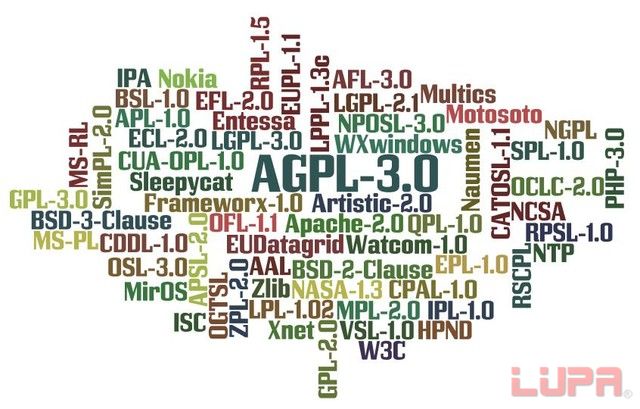 RPL-1.5
EUPL-1.1
LPPL-1.3c
IPA Nokia
AFL-3.0
BSL-1.0 EFL-2.0
LGPL-2.1 Multics
APL-1.0 Entessa
NPOSL-3.0 Motosoto
MS-RL
SimPL-2.0
ECL-2.0 LGPL-3.0
WXwindows
Naumen
CATOSL-1.1
NGPL
SPL-1.0
PHP-3.0
CUA-OPL-1.0
AGPL-3.0
Sleepycat
OCLC-2.0
GPL-3.0
Frameworx-1.0 Artistic-2.0
NCSA
BSD-3-Clause
OFL-1.1 Apache-2.0 QPL-1.0
RPSL-1.0
MS-PL CDDL-1.0
APSL-2.0
EUDatagrid Watcom-1.0
RSCPL
NTP
OSL-3.0
OGTSL
ZPL-2.0
AAL BSD-2-Clause EPL-1.0
MirOS
Zlib NASA-1.3 CPAL-1.0
ISC
LPL-1.02 MPL-2.0 IPL-1.0
Xnet
GPL-2.0
VSL-1.0 HPND
W3C
LUPA®